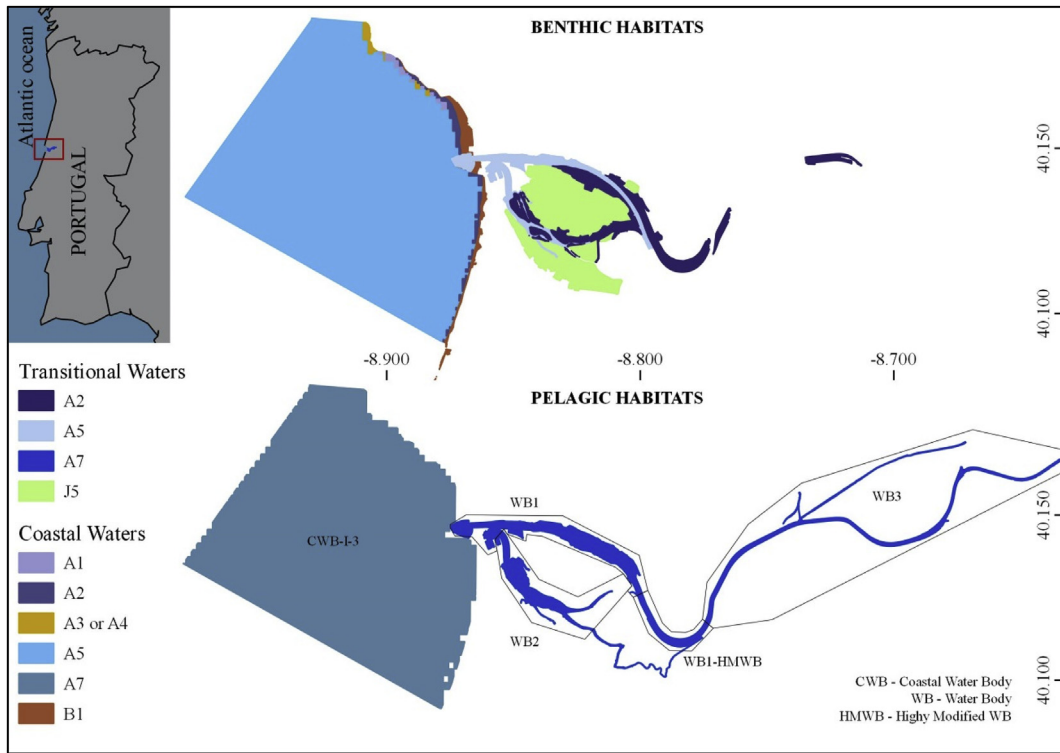 Atlantic ocean
PORTUGAL
BENTHIC HABITATS
40.150
40.100
-8.900
-8.800
-8.700
Transitional Waters
A2
A5
A7
J5
Coastal Waters
A1
A2
A3 or A4
A5
A7
B1
PELAGIC HABITATS
CWB-I-3
WB1
WB2
WB1-HMWB
WB3
40.150
40.100
CWB - Coastal Water Body
WB - Water Body
HMWB - Highy Modified WB